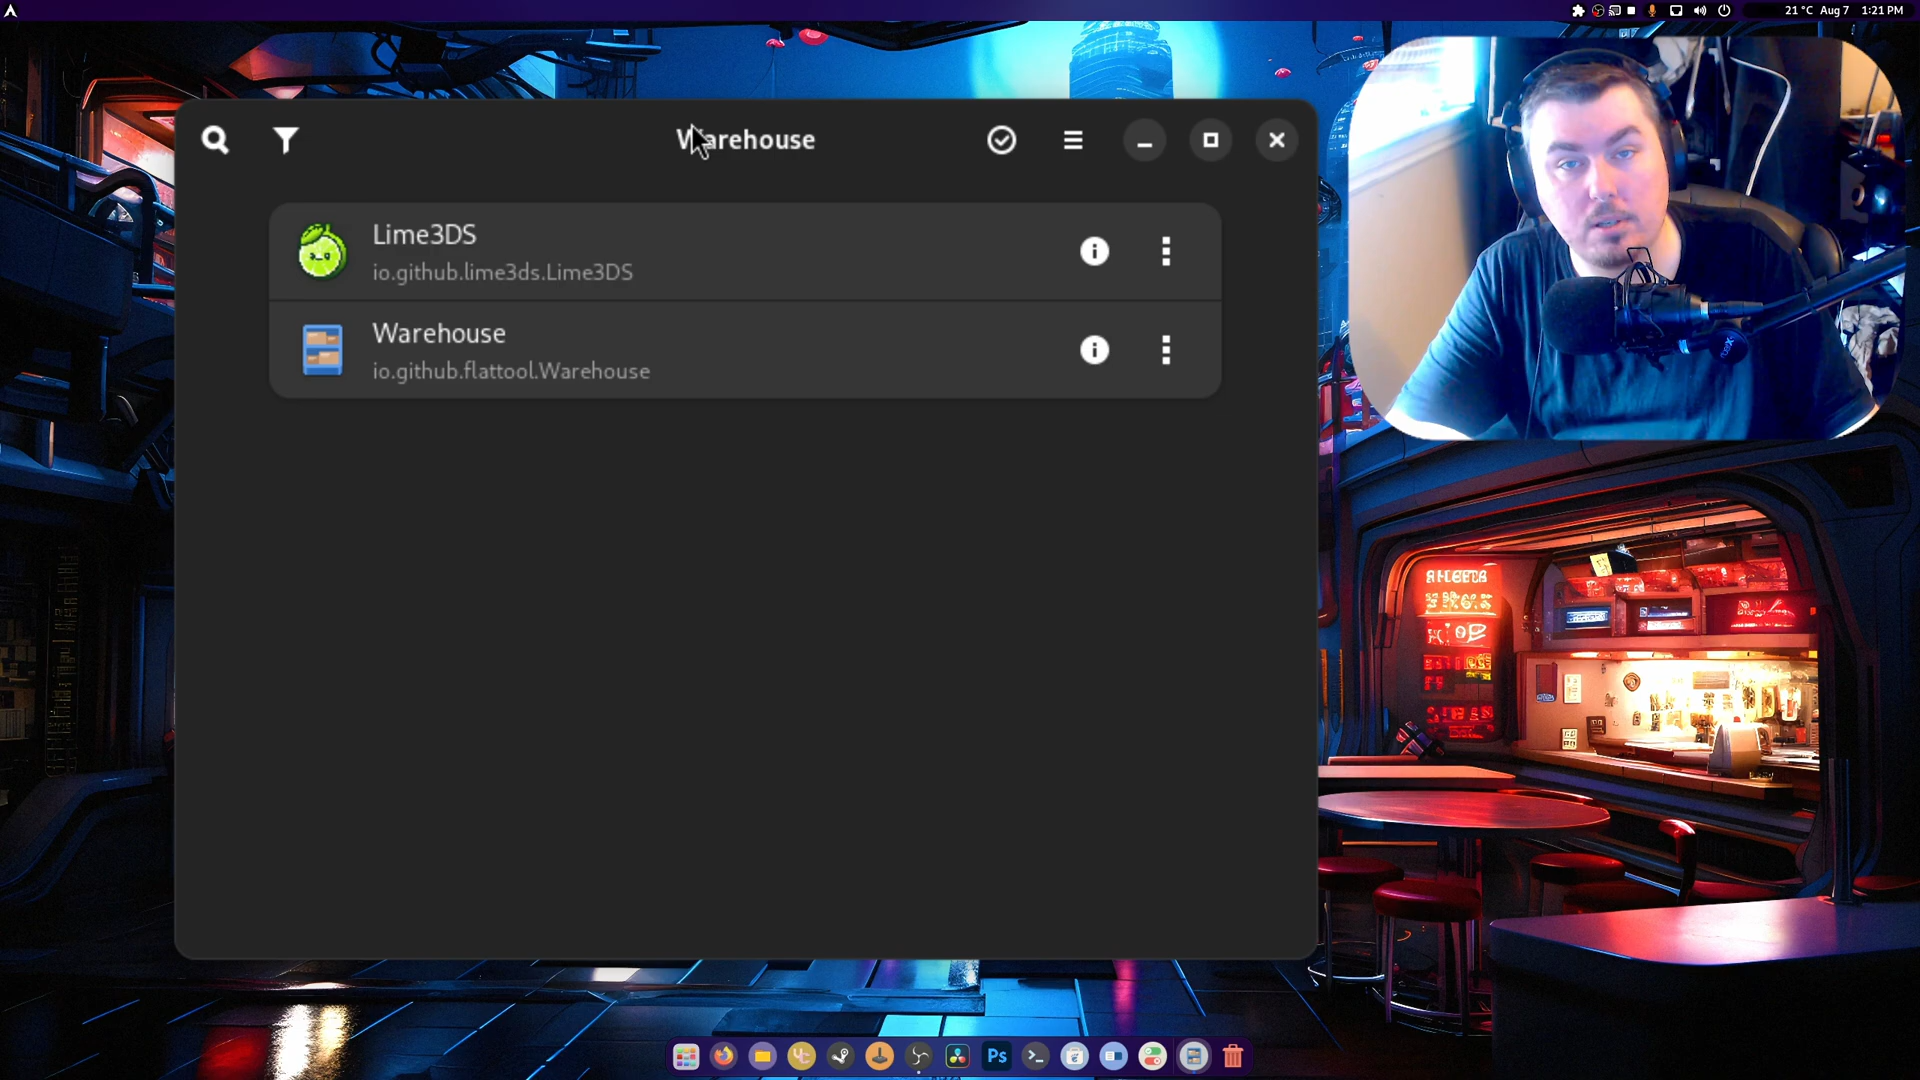 21 °C Aug 7 1:21 PM
Warehouse
Lime3DS
io.github.lime3ds.Lime3DS
Warehouse
io.github.flattool.Warehouse
Ps